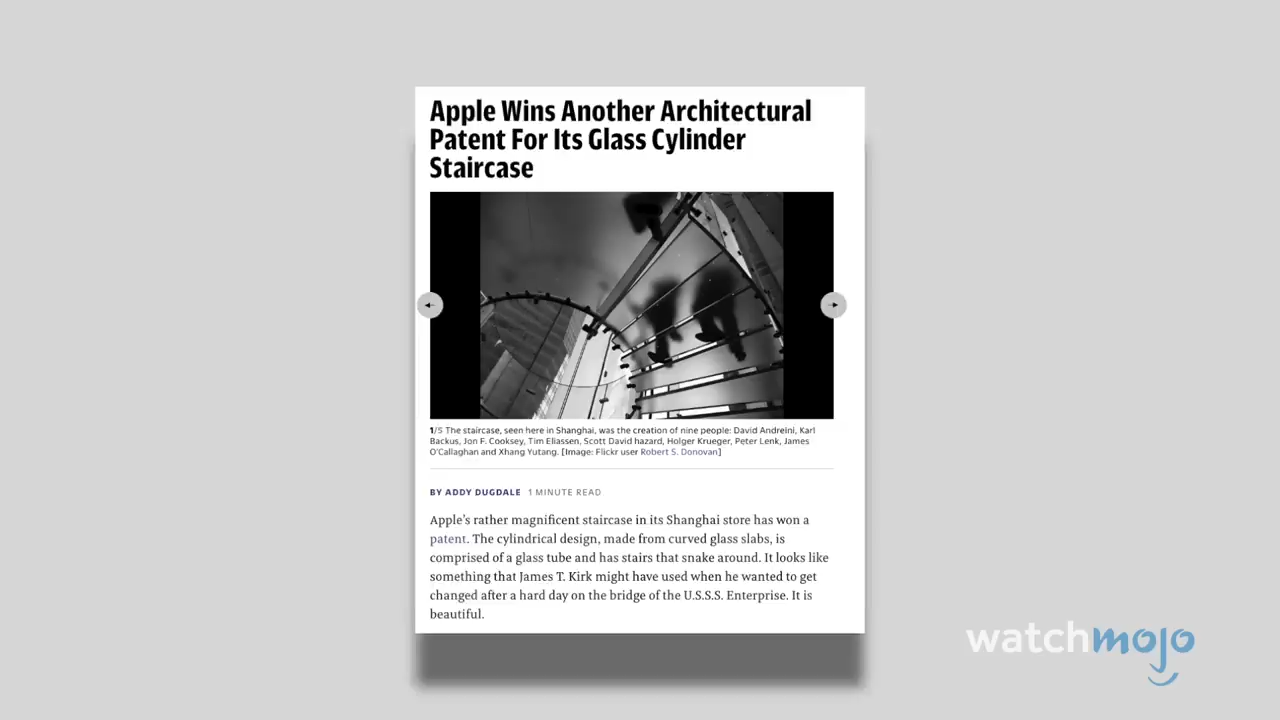 Apple Wins Another Architectural
Patent For Its Glass Cylinder
Staircase
1/5 The staircase, seen here in Shanghai, was the creation of nine people: David Andreini, Karl
Backus, Jon F. Cooksey, Tim Eliassen, Scott David hazard, Holger Krueger, Peter Lenk, James
O'Callaghan and Xhang Yutang. [Image: Flickr user Robert S. Donovan]
BY ADDY DUGDALE 1 MINUTE READ
Apple's rather magnificent staircase in its Shanghai store has won a
patent. The cylindrical design, made from curved glass slabs, is
comprised of a glass tube and has stairs that snake around. It looks like
something that James T. Kirk might have used when he wanted to get
changed after a hard day on the bridge of the U.S.S.S. Enterprise. It is
beautiful.
watchmojo